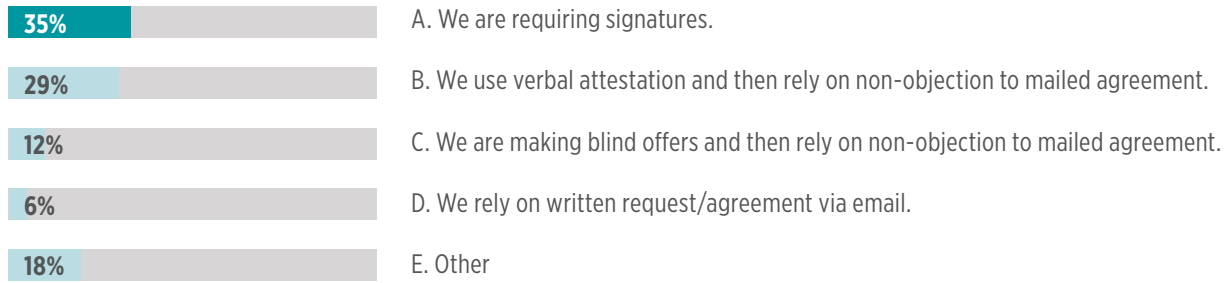 35% A. We are requiring signatures.
29% B. We use verbal attestation and then rely on non-objection to mailed agreement.
12% C. We are making blind offers and then rely on non-objection to mailed agreement.
6% D. We rely on written request/agreement via email.
18% E. Other